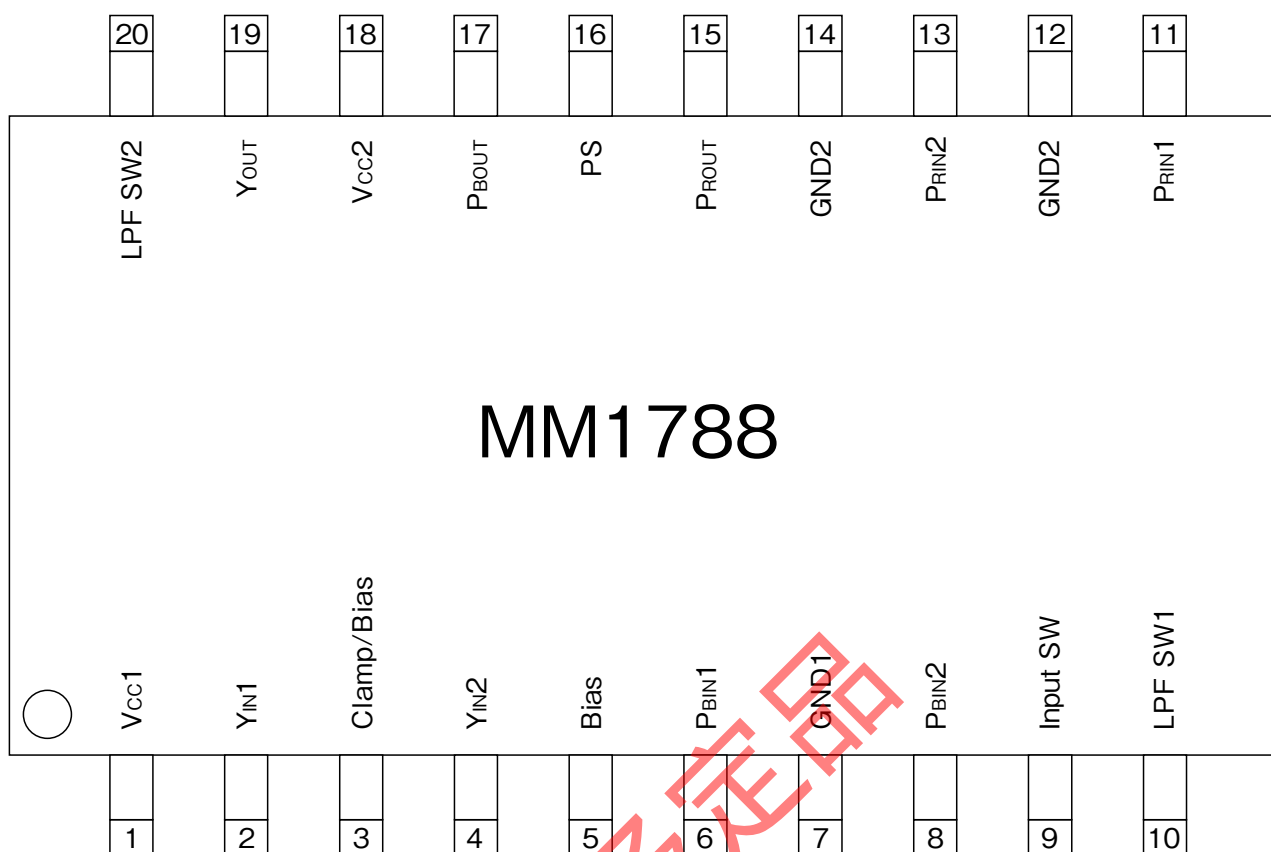 20 19 18 17 16 15 14 13 12 11
LPF SW2
YOUT
VCC2
PBOUT
PS
PROUT
GND2
PRIN2
GND2
PRIN1
MM1788
VCC1
YIN1
Clamp/Bias
YIN2
Bias
PBIN1
GND1
PBIN2
Input SW
LPF SW1
1 2 3 4 5 6 7 8 9 10
定品